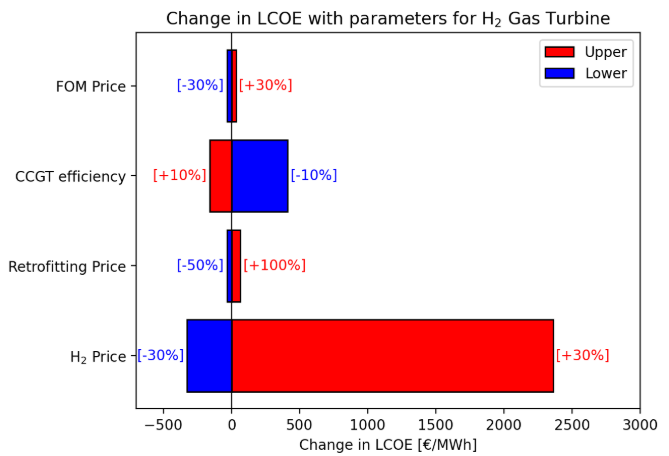 Change in LCOE with parameters for H₂ Gas Turbine
Upper
Lower
FOM Price
[-30%]
[+30%]
CCGT efficiency
[+10%]
[-10%]
Retrofitting Price
[-50%]
[+100%]
H₂ Price
[-30%]
[+30%]
−500 0 500 1000 1500 2000 2500 3000
Change in LCOE [€/MWh]